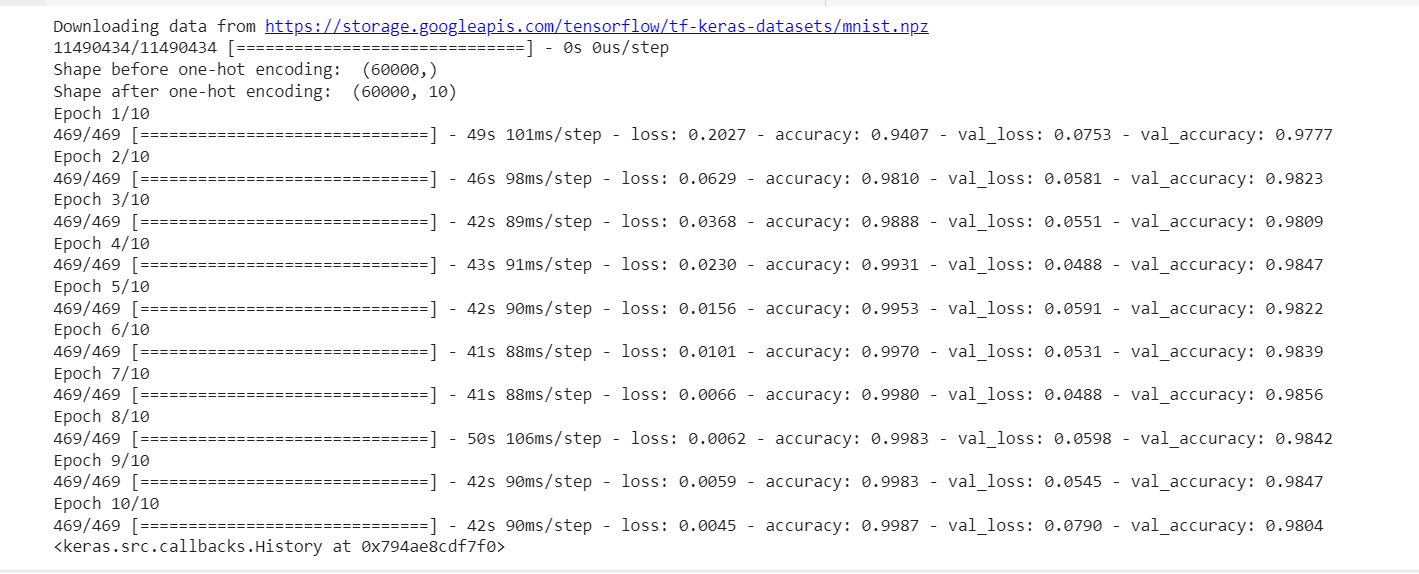 Downloading data from https://storage.googleapis.com/tensorflow/tf-keras-datasets/mnist.npz
11490434/11490434 [==============================] - 0s 0us/step
Shape before one-hot encoding:  (60000,)
Shape after one-hot encoding:  (60000, 10)
Epoch 1/10
469/469 [==============================] - 49s 101ms/step - loss: 0.2027 - accuracy: 0.9407 - val_loss: 0.0753 - val_accuracy: 0.9777
Epoch 2/10
469/469 [==============================] - 46s 98ms/step - loss: 0.0629 - accuracy: 0.9810 - val_loss: 0.0581 - val_accuracy: 0.9823
Epoch 3/10
469/469 [==============================] - 42s 89ms/step - loss: 0.0368 - accuracy: 0.9888 - val_loss: 0.0551 - val_accuracy: 0.9809
Epoch 4/10
469/469 [==============================] - 43s 91ms/step - loss: 0.0230 - accuracy: 0.9931 - val_loss: 0.0488 - val_accuracy: 0.9847
Epoch 5/10
469/469 [==============================] - 42s 90ms/step - loss: 0.0156 - accuracy: 0.9953 - val_loss: 0.0591 - val_accuracy: 0.9822
Epoch 6/10
469/469 [==============================] - 41s 88ms/step - loss: 0.0101 - accuracy: 0.9970 - val_loss: 0.0531 - val_accuracy: 0.9839
Epoch 7/10
469/469 [==============================] - 41s 88ms/step - loss: 0.0066 - accuracy: 0.9980 - val_loss: 0.0488 - val_accuracy: 0.9856
Epoch 8/10
469/469 [==============================] - 50s 106ms/step - loss: 0.0062 - accuracy: 0.9983 - val_loss: 0.0598 - val_accuracy: 0.9842
Epoch 9/10
469/469 [==============================] - 42s 90ms/step - loss: 0.0059 - accuracy: 0.9983 - val_loss: 0.0545 - val_accuracy: 0.9847
Epoch 10/10
469/469 [==============================] - 42s 90ms/step - loss: 0.0045 - accuracy: 0.9987 - val_loss: 0.0790 - val_accuracy: 0.9804
<keras.src.callbacks.History at 0x794ae8cdf7f0>